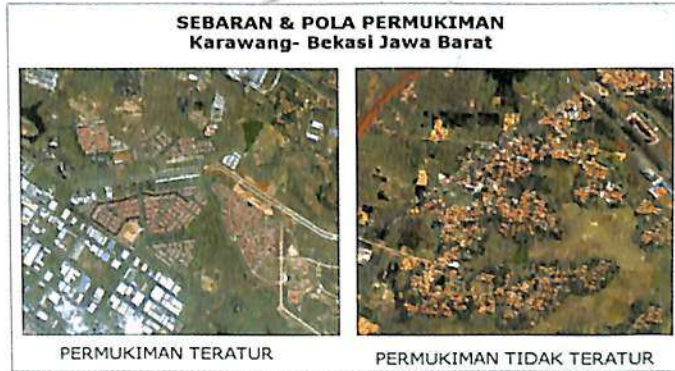 SEBARAN & POLA PERMUKIMAN
Karawang- Bekasi Jawa Barat
PERMUKIMAN TERATUR
PERMUKIMAN TIDAK TERATUR